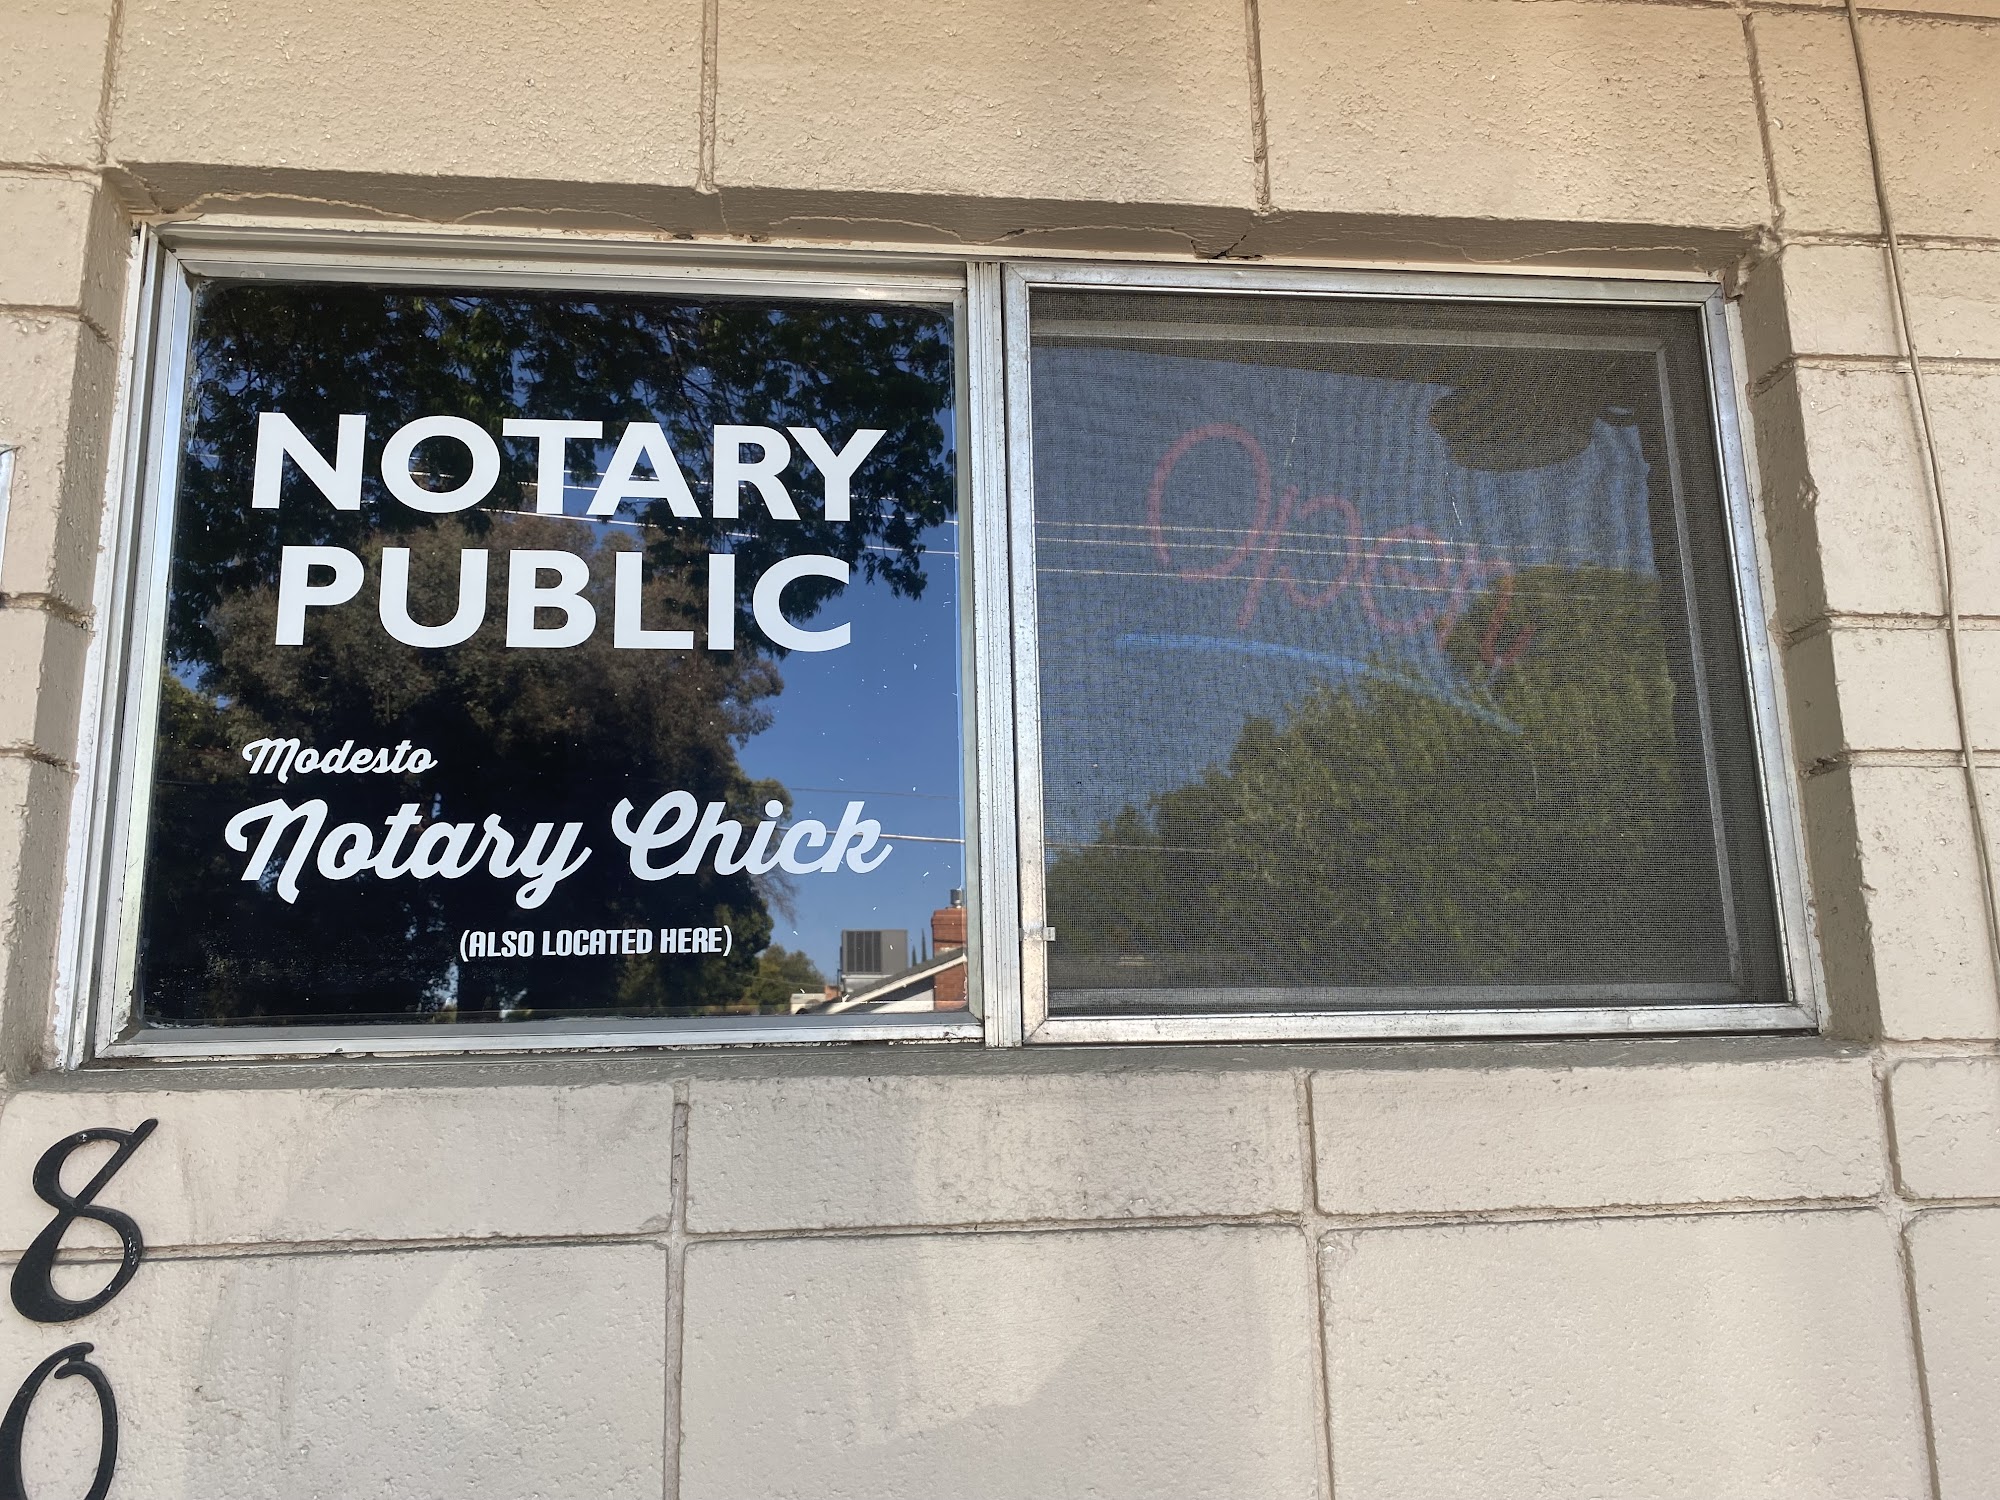 NOTARY
PUBLIC
Modesto
Notary Chick
(ALSO LOCATED HERE)
Open
8
0